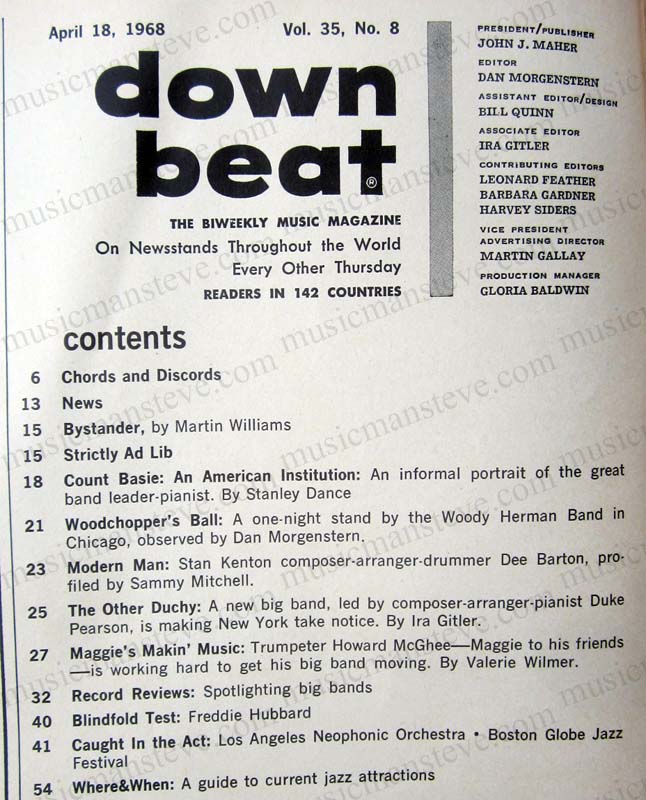 April 18, 1968 Vol. 35, No. 8
down
beat®
THE BIWEEKLY MUSIC MAGAZINE
On Newsstands Throughout the World
Every Other Thursday
READERS IN 142 COUNTRIES
PRESIDENT/PUBLISHER
JOHN J. MAHER
EDITOR
DAN MORGENSTERN
ASSISTANT EDITOR/DESIGN
BILL QUINN
ASSOCIATE EDITOR
IRA GITLER
CONTRIBUTING EDITORS
LEONARD FEATHER
BARBARA GARDNER
HARVEY SIDERS
VICE PRESIDENT
ADVERTISING DIRECTOR
MARTIN GALLAY
PRODUCTION MANAGER
GLORIA BALDWIN
contents
6 Chords and Discords
13 News
15 Bystander, by Martin Williams
15 Strictly Ad Lib
18 Count Basie: An American Institution: An informal portrait of the great
band leader-pianist. By Stanley Dance
21 Woodchopper's Ball: A one-night stand by the Woody Herman Band in
Chicago, observed by Dan Morgenstern.
23 Modern Man: Stan Kenton composer-arranger-drummer Dee Barton, pro-
filed by Sammy Mitchell.
25 The Other Duchy: A new big band, led by composer-arranger-pianist Duke
Pearson, is making New York take notice. By Ira Gitler.
27 Maggie's Makin' Music: Trumpeter Howard McGhee—Maggie to his friends
—is working hard to get his big band moving. By Valerie Wilmer.
32 Record Reviews: Spotlighting big bands
40 Blindfold Test: Freddie Hubbard
41 Caught In the Act: Los Angeles Neophonic Orchestra • Boston Globe Jazz
Festival
54 Where&When: A guide to current jazz attractions
musicmansteve.com